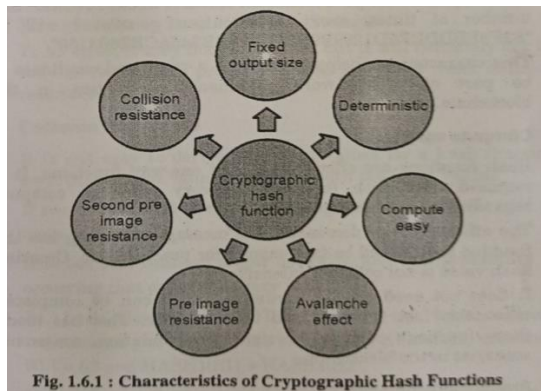 Fixed
output size
Collision
resistance
Deterministic
Cryptographic
hash
function
Second pre
image
resistance
Compute
easy
Pre image
resistance
Avalanche
effect
Fig. 1.6.1 : Characteristics of Cryptographic Hash Functions